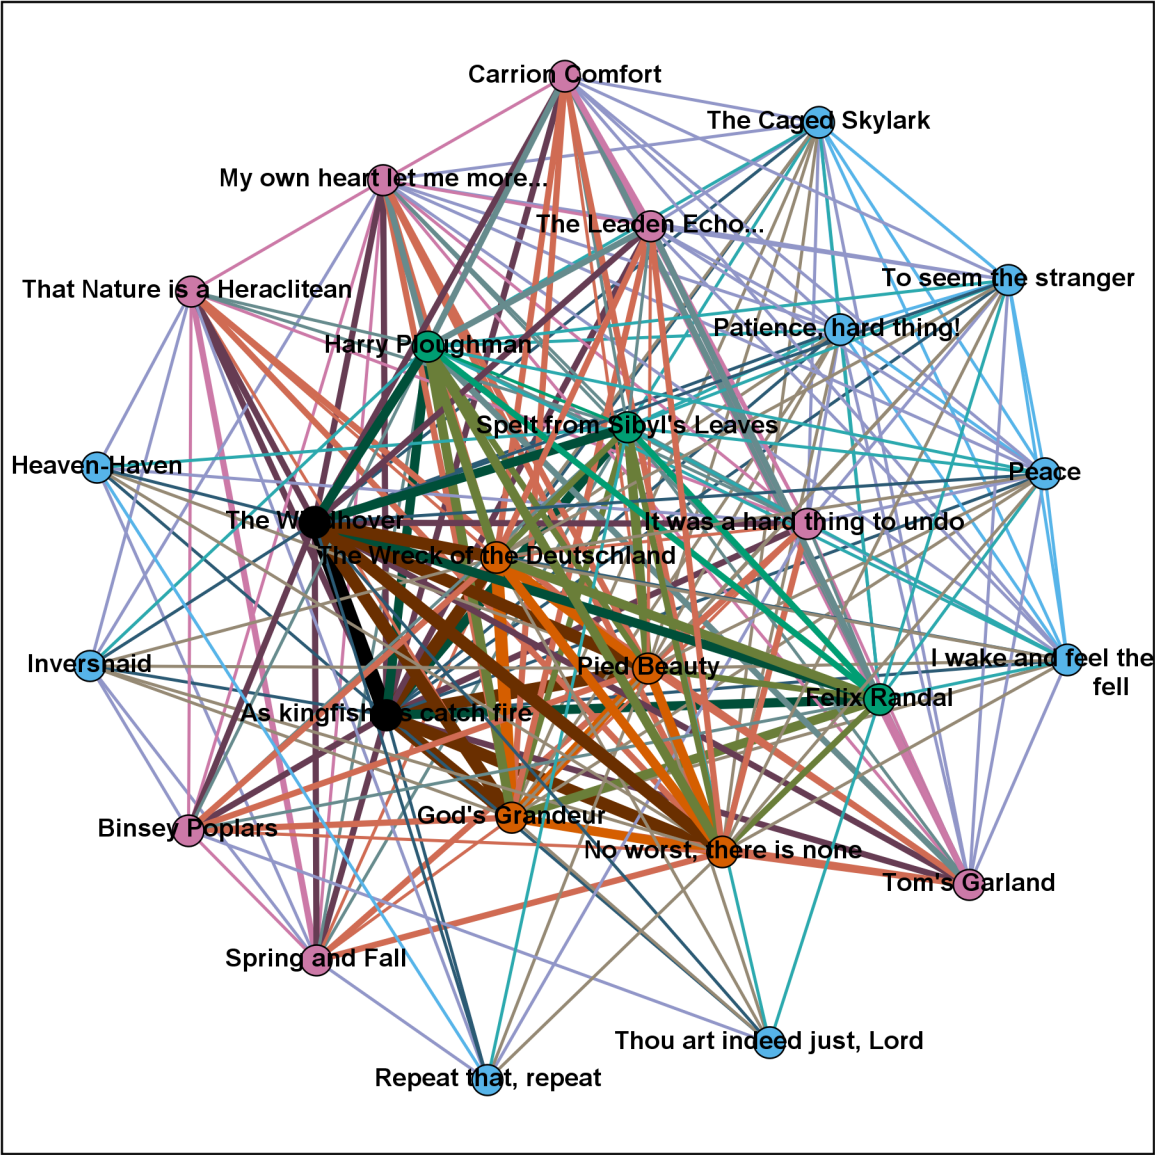 Carrion Comfort
The Caged Skylark
My own heart let me more...
The Leaden Echo...
To seem the stranger
That Nature is a Heraclitean
Patience, hard thing!
Harry Ploughman
Spelt from Sibyl's Leaves
Heaven-Haven
Peace
The Windhover
It was a hard thing to undo
The Wreck of the Deutschland
Inversnaid
Pied Beauty
I wake and feel the
fell
Felix Randal
As kingfishers catch fire
God's Grandeur
Binsey Poplars
No worst, there is none
Tom's Garland
Spring and Fall
Thou art indeed just, Lord
Repeat that, repeat